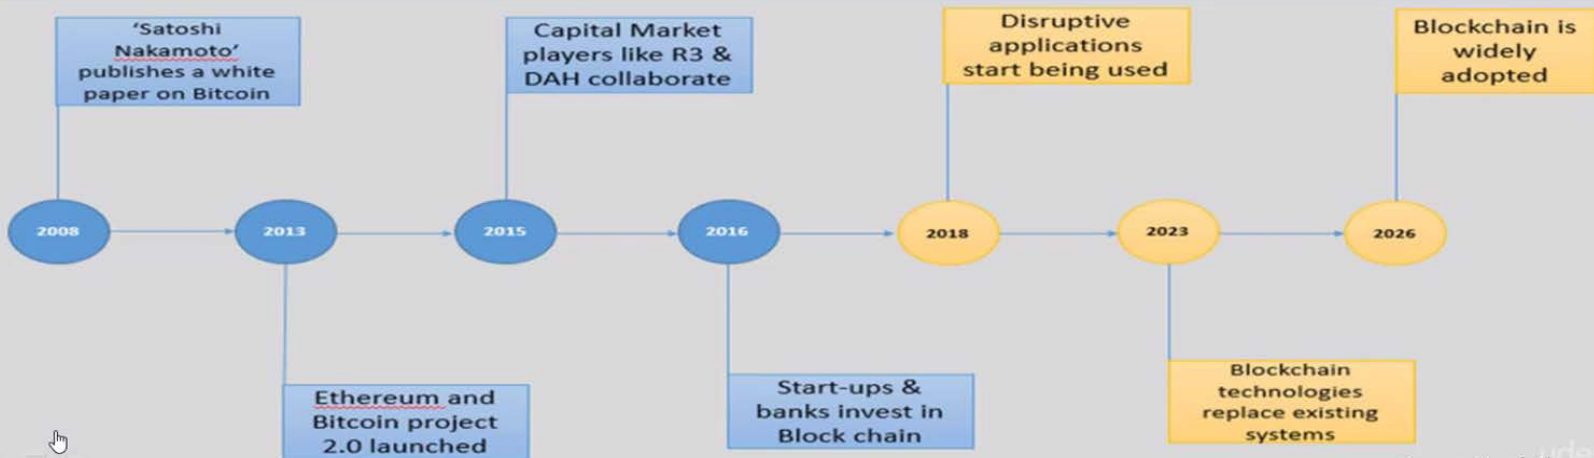 ‘Satoshi
Nakamoto’
publishes a white
paper on Bitcoin
Capital Market
players like R3 &
DAH collaborate
Disruptive
applications
start being used
Blockchain is
widely
adopted
2008
2013
2015
2016
2018
2023
2026
Ethereum and
Bitcoin project
2.0 launched
Start-ups &
banks invest in
Block chain
Blockchain
technologies
replace existing
systems